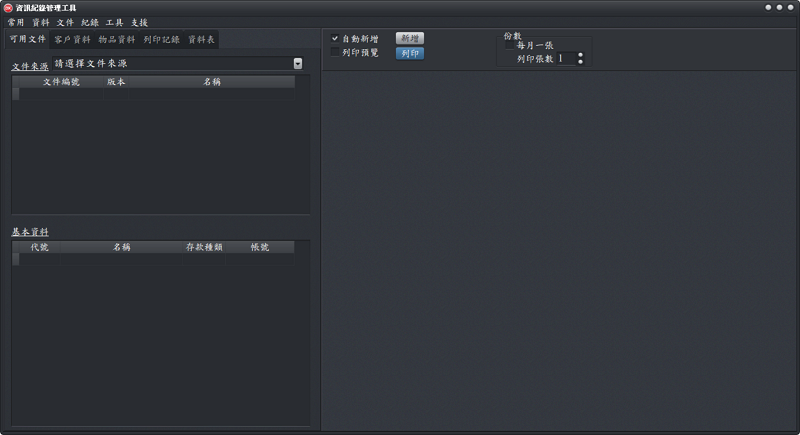 資訊紀錄管理工具
常用 資料 文件 紀錄 工具 支援
可用文件 客戶資料 物品資料 列印記錄 資料表
文件來源 請選擇文件來源
文件編號 版本 名稱
基本資料
代號 名稱 存款種類 帳號
自動新增 新增
列印預覽 列印
份數
每月一張
列印張數 1